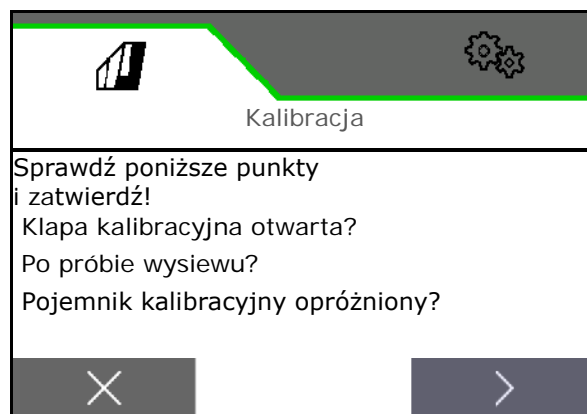 Kalibracja
Sprawdź poniższe punkty
i zatwierdź!
Klapa kalibracyjna otwarta?
Po próbie wysiewu?
Pojemnik kalibracyjny opróżniony?